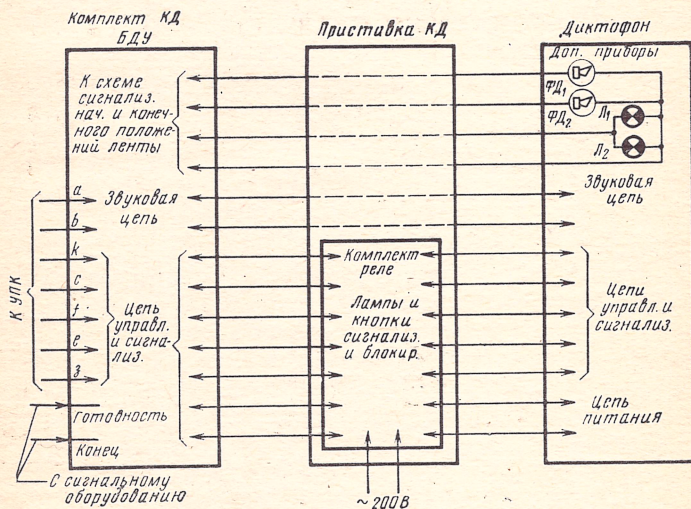 Комплект КД
БДУ
Приставка КД
Диктофон
Доп. приборы
К схеме
сигнализ.
нач. и конеч-
ного положе-
ний ленты
ФД1
ФД2
Л1
Л2
Звуковая
цепь
Звуковая
цепь
К УПК
a
b
k
c
f
e
з
Цепь
управл.
и сигна-
лиз.
Комплект
реле
Лампы и
кнопки
сигнализ.
и блокир.
Цепи
управл. и
сигнализ.
Цепь
питания
Готовность
Конец
С сигнальному
оборудованию
~200В